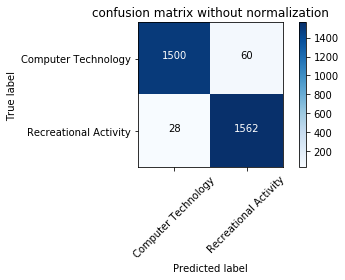 confusion matrix without normalization
True label
Computer Technology
Recreational Activity
1500
60
28
1562
1400
1200
1000
800
600
400
200
Computer Technology
Recreational Activity
Predicted label